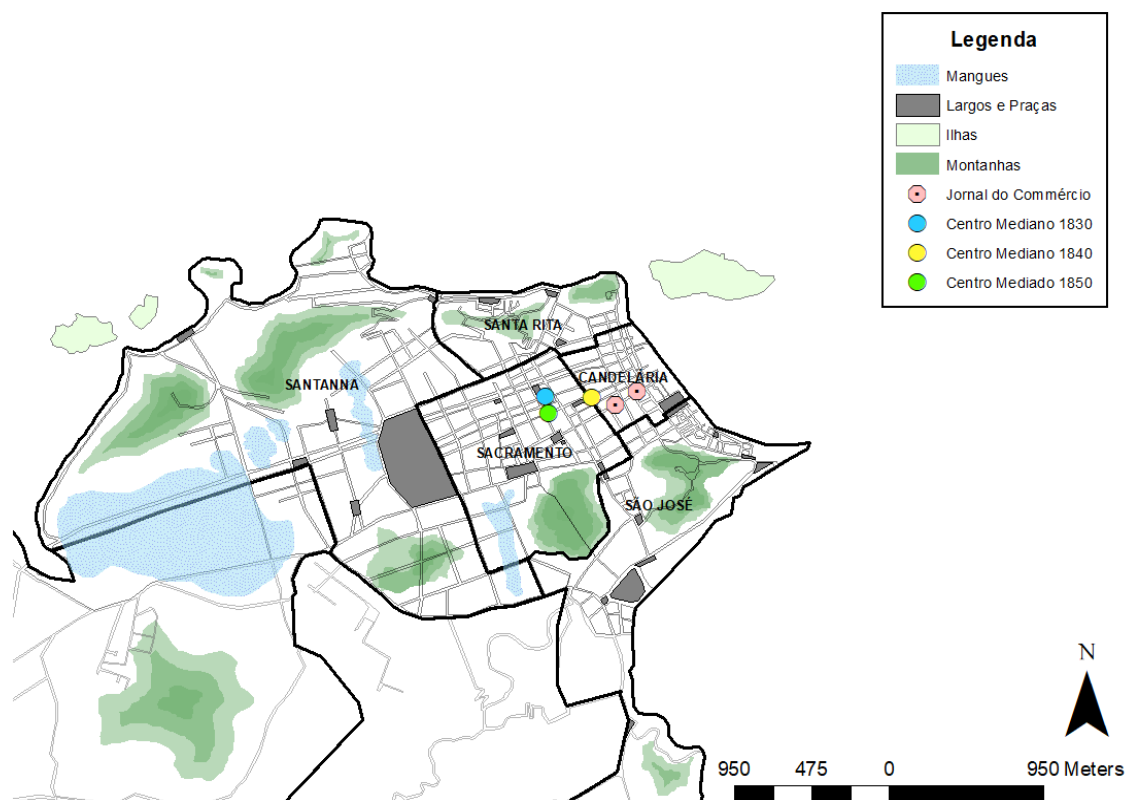 Legenda
Mangues
Largos e Praças
Ilhas
Montanhas
Jornal do Commércio
Centro Mediano 1830
Centro Mediano 1840
Centro Mediado 1850
SANTA RITA
CANDELÁRIA
SANTANNA
SACRAMENTO
SÃO JOSÉ
N
950 475 0 950 Meters